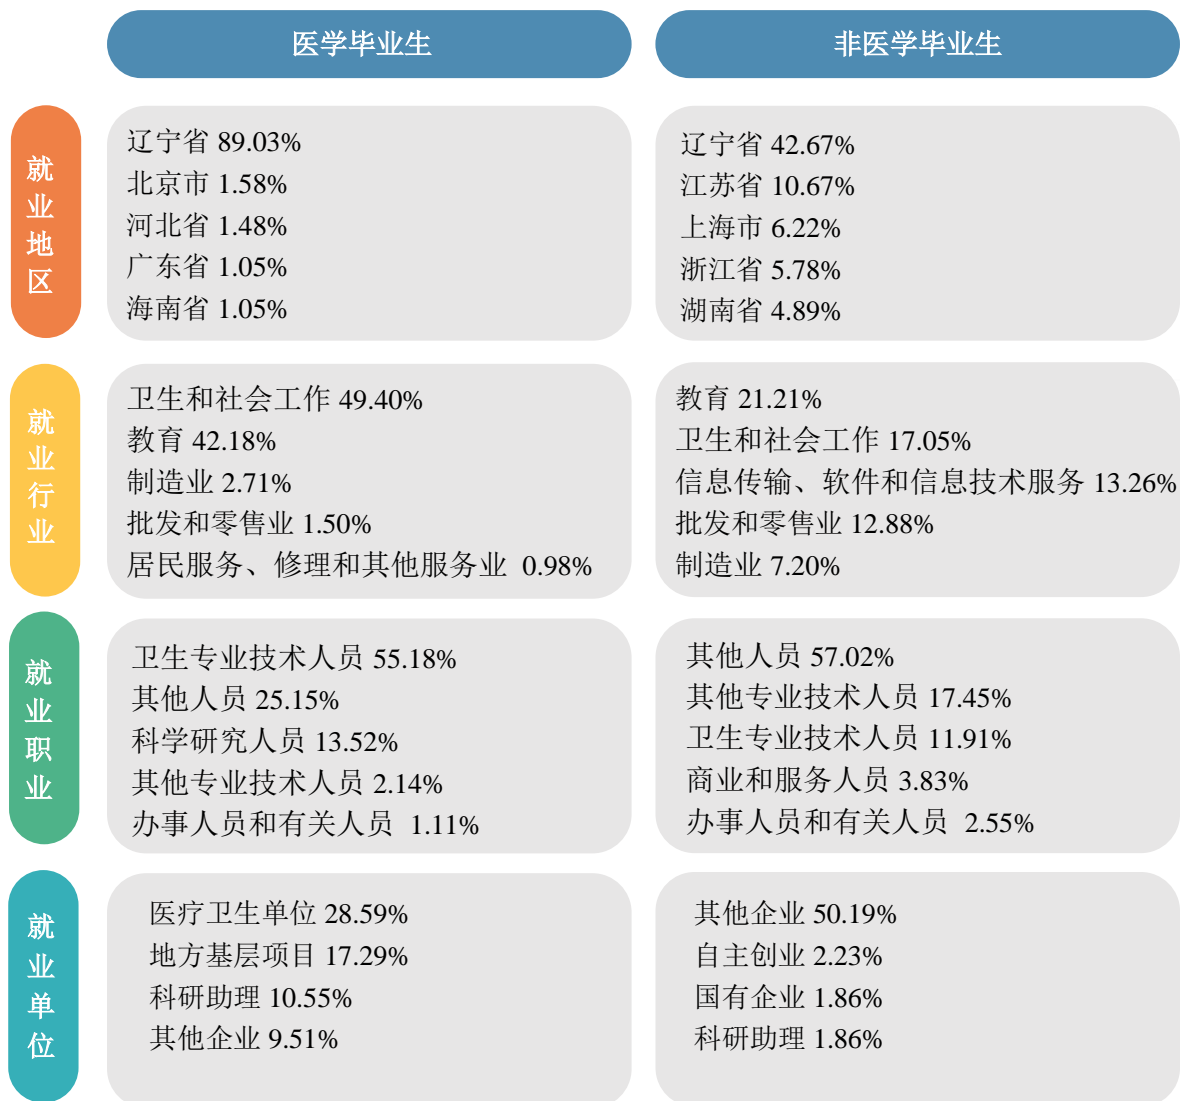 医学毕业生
非医学毕业生
就业地区
辽宁省 89.03%
北京市 1.58%
河北省 1.48%
广东省 1.05%
海南省 1.05%
辽宁省 42.67%
江苏省 10.67%
上海市 6.22%
浙江省 5.78%
湖南省 4.89%
就业行业
卫生和社会工作 49.40%
教育 42.18%
制造业 2.71%
批发和零售业 1.50%
居民服务、修理和其他服务业 0.98%
教育 21.21%
卫生和社会工作 17.05%
信息传输、软件和信息技术服务 13.26%
批发和零售业 12.88%
制造业 7.20%
就业职业
卫生专业技术人员 55.18%
其他人员 25.15%
科学研究人员 13.52%
其他专业技术人员 2.14%
办事人员和有关人员 1.11%
其他人员 57.02%
其他专业技术人员 17.45%
卫生专业技术人员 11.91%
商业和服务人员 3.83%
办事人员和有关人员 2.55%
就业单位
医疗卫生单位 28.59%
地方基层项目 17.29%
科研助理 10.55%
其他企业 9.51%
其他企业 50.19%
自主创业 2.23%
国有企业 1.86%
科研助理 1.86%